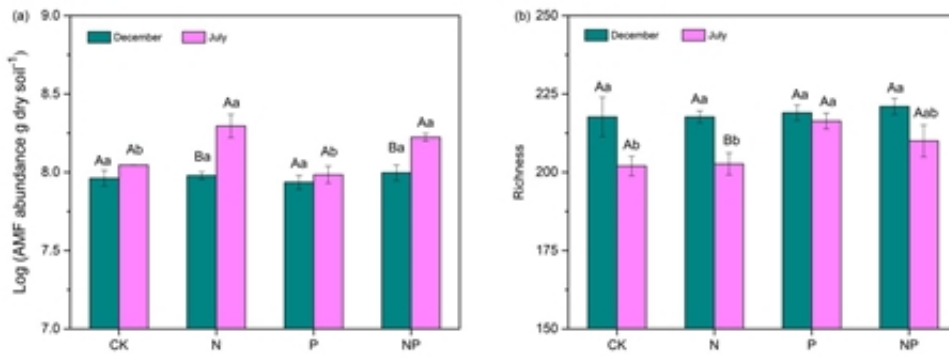 (a)
Log (AMF abundance g dry soil⁻¹)
9.0
8.5
8.0
7.5
7.0
December July
Aa Ab Ba Aa Aa Ab Ba Aa
CK N P NP
(b)
Richness
250
225
200
175
150
December July
Aa Ab Aa Bb Aa Aa Aa Aab
CK N P NP